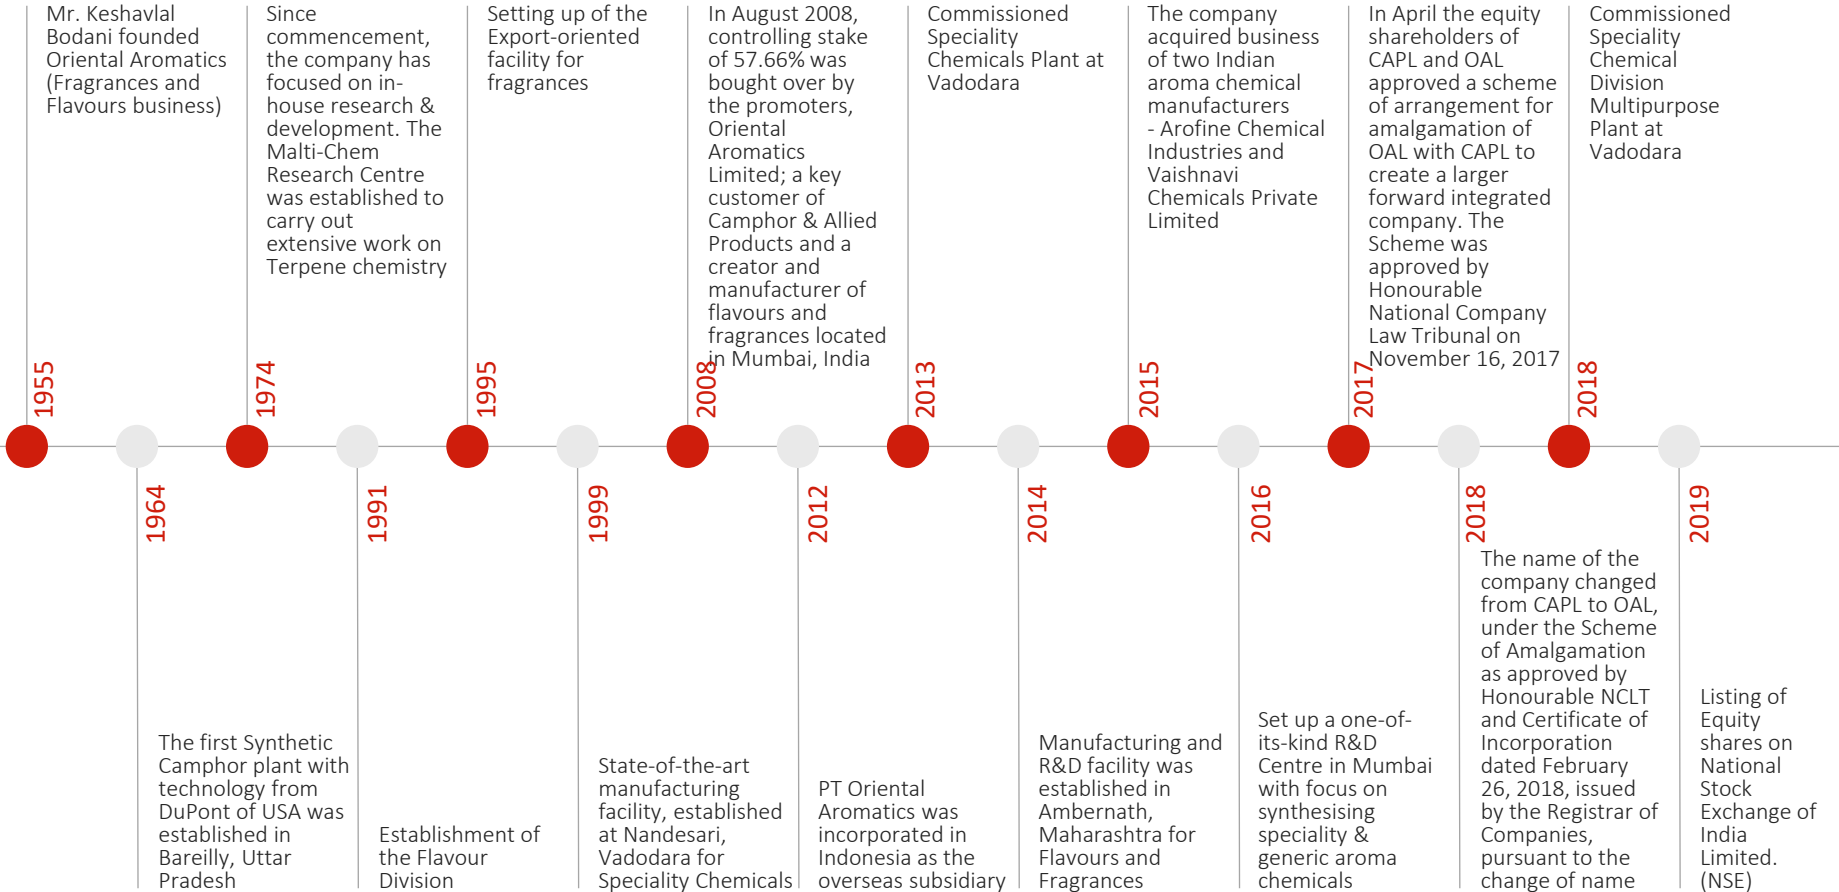 Mr. Keshavlal
Bodani founded
Oriental Aromatics
(Fragrances and
Flavours business)
1955
Since
commencement,
the company has
focused on in-
house research &
development. The
Malti-Chem
Research Centre
was established to
carry out
extensive work on
Terpene chemistry
1974
Setting up of the
Export-oriented
facility for
fragrances
1995
In August 2008,
controlling stake
of 57.66% was
bought over by
the promoters,
Oriental
Aromatics
Limited; a key
customer of
Camphor & Allied
Products and a
creator and
manufacturer of
flavours and
fragrances located
in Mumbai, India
2008
Commissioned
Speciality
Chemicals Plant at
Vadodara
2013
The company
acquired business
of two Indian
aroma chemical
manufacturers
- Arofine Chemical
Industries and
Vaishnavi
Chemicals Private
Limited
2015
In April the equity
shareholders of
CAPL and OAL
approved a scheme
of arrangement for
amalgamation of
OAL with CAPL to
create a larger
forward integrated
company. The
Scheme was
approved by
Honourable
National Company
Law Tribunal on
November 16, 2017
2017
Commissioned
Speciality
Chemical
Division
Multipurpose
Plant at
Vadodara
2018
1964
The first Synthetic
Camphor plant with
technology from
DuPont of USA was
established in
Bareilly, Uttar
Pradesh
1991
Establishment of
the Flavour
Division
1999
State-of-the-art
manufacturing
facility, established
at Nandesari,
Vadodara for
Speciality Chemicals
2012
PT Oriental
Aromatics was
incorporated in
Indonesia as the
overseas subsidiary
2014
Manufacturing and
R&D facility was
established in
Ambernath,
Maharashtra for
Flavours and
Fragrances
2016
Set up a one-of-
its-kind R&D
Centre in Mumbai
with focus on
synthesising
speciality &
generic aroma
chemicals
2018
The name of the
company changed
from CAPL to OAL,
under the Scheme
of Amalgamation
as approved by
Honourable NCLT
and Certificate of
Incorporation
dated February
26, 2018, issued
by the Registrar of
Companies,
pursuant to the
change of name
2019
Listing of
Equity
shares on
National
Stock
Exchange of
India
Limited.
(NSE)